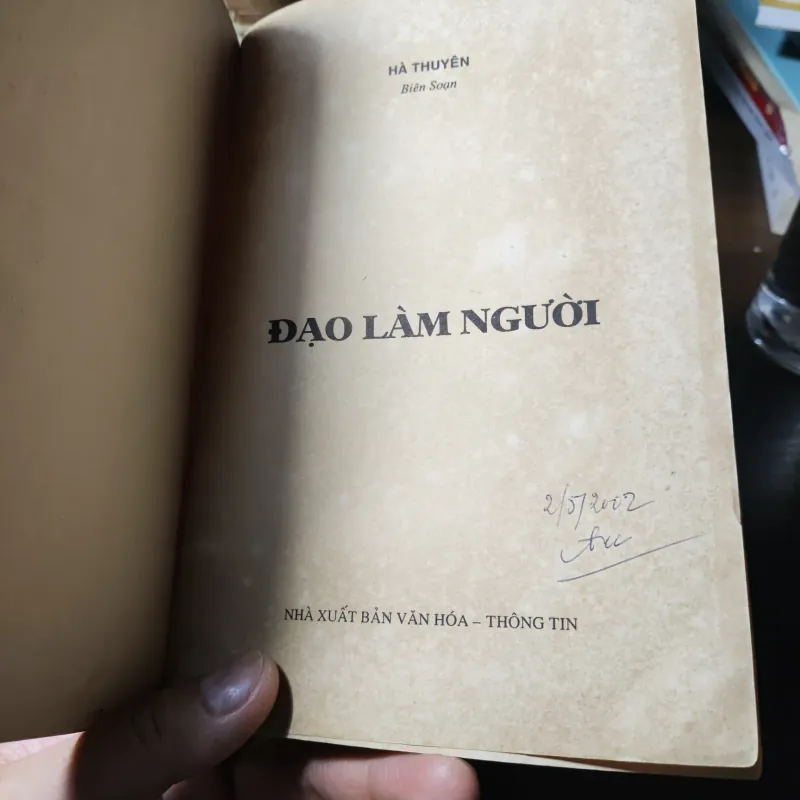 HÀ THUYÊN
Biên Soạn
ĐẠO LÀM NGƯỜI
2/5/2002
NHÀ XUẤT BẢN VĂN HÓA – THÔNG TIN